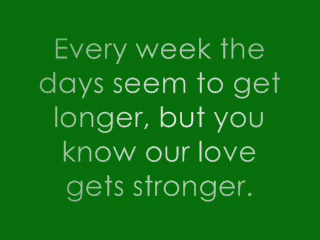 Every week the
days seem to get
longer, but you
know our love
gets stronger.